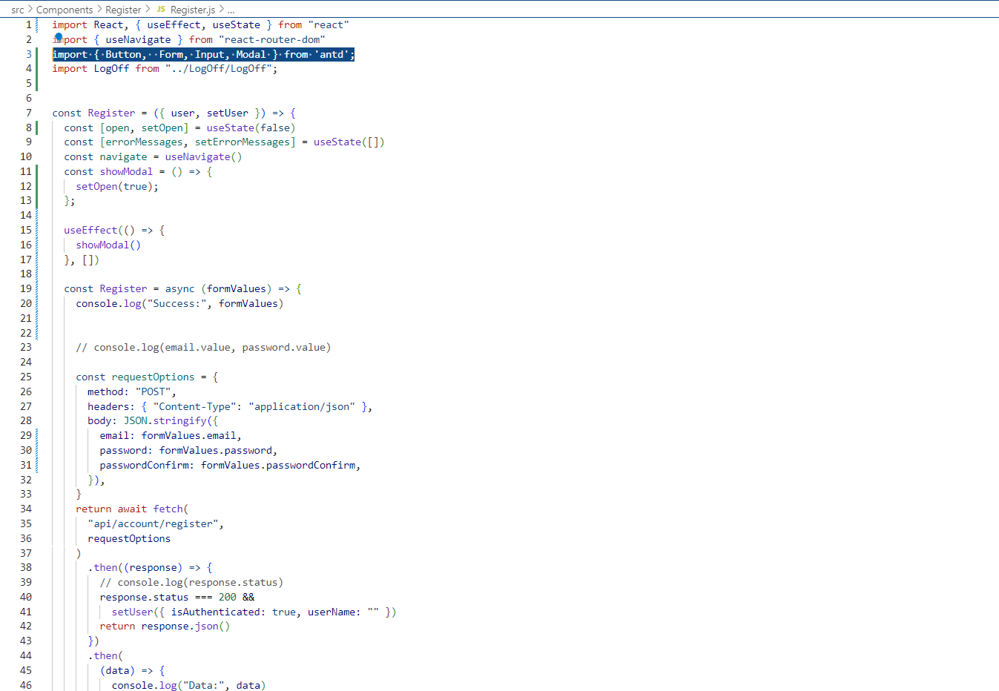 src > Components > Register > JS Register.js > ...
1 import React, { useEffect, useState } from "react"
2 import { useNavigate } from "react-router-dom"
3 import { Button,  Form, Input, Modal } from 'antd';
4 import LogOff from "../LogOff/LogOff";
5
6
7 const Register = ({ user, setUser }) => {
8 const [open, setOpen] = useState(false)
9 const [errorMessages, setErrorMessages] = useState([])
10 const navigate = useNavigate()
11 const showModal = () => {
12 setOpen(true);
13 };
14
15 useEffect(() => {
16 showModal()
17 }, [])
18
19 const Register = async (formValues) => {
20 console.log("Success:", formValues)
21
22
23 // console.log(email.value, password.value)
24
25 const requestOptions = {
26 method: "POST",
27 headers: { "Content-Type": "application/json" },
28 body: JSON.stringify({
29 email: formValues.email,
30 password: formValues.password,
31 passwordConfirm: formValues.passwordConfirm,
32 }),
33 }
34 return await fetch(
35 "api/account/register",
36 requestOptions
37 )
38 .then((response) => {
39 // console.log(response.status)
40 response.status === 200 &&
41 setUser({ isAuthenticated: true, userName: "" })
42 return response.json()
43 })
44 .then(
45 (data) => {
46 console.log("Data:", data)